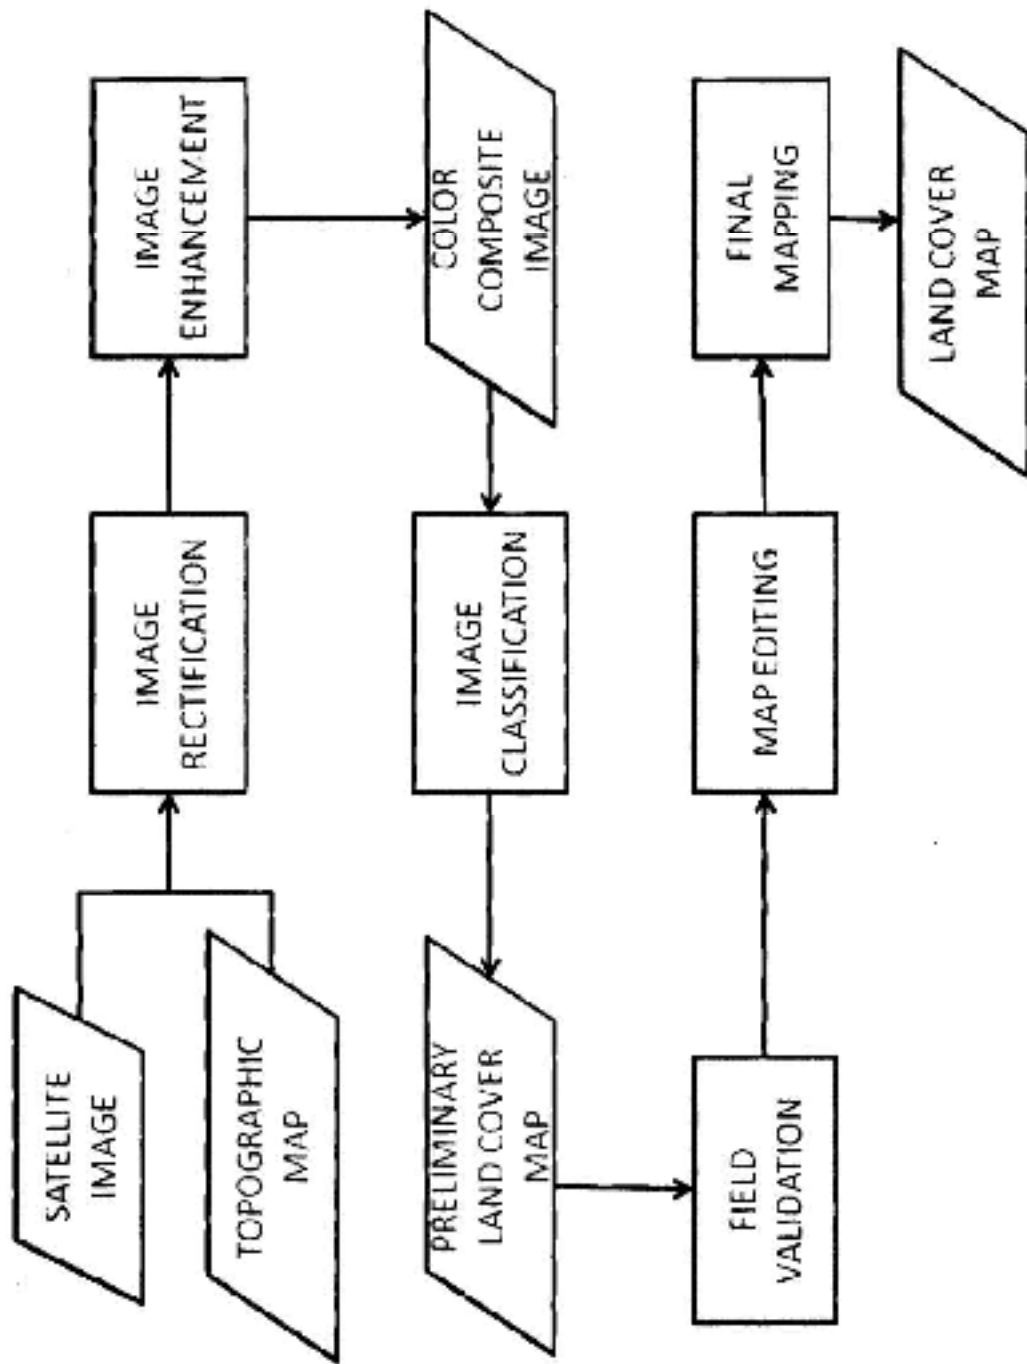 SATELLITE
IMAGE
TOPOGRAPHIC
MAP
IMAGE
RECTIFICATION
IMAGE
ENHANCEMENT
COLOR
COMPOSITE
IMAGE
IMAGE
CLASSIFICATION
PRELIMINARY
LAND COVER
MAP
FIELD
VALIDATION
MAP EDITING
FINAL
MAPPING
LAND COVER
MAP